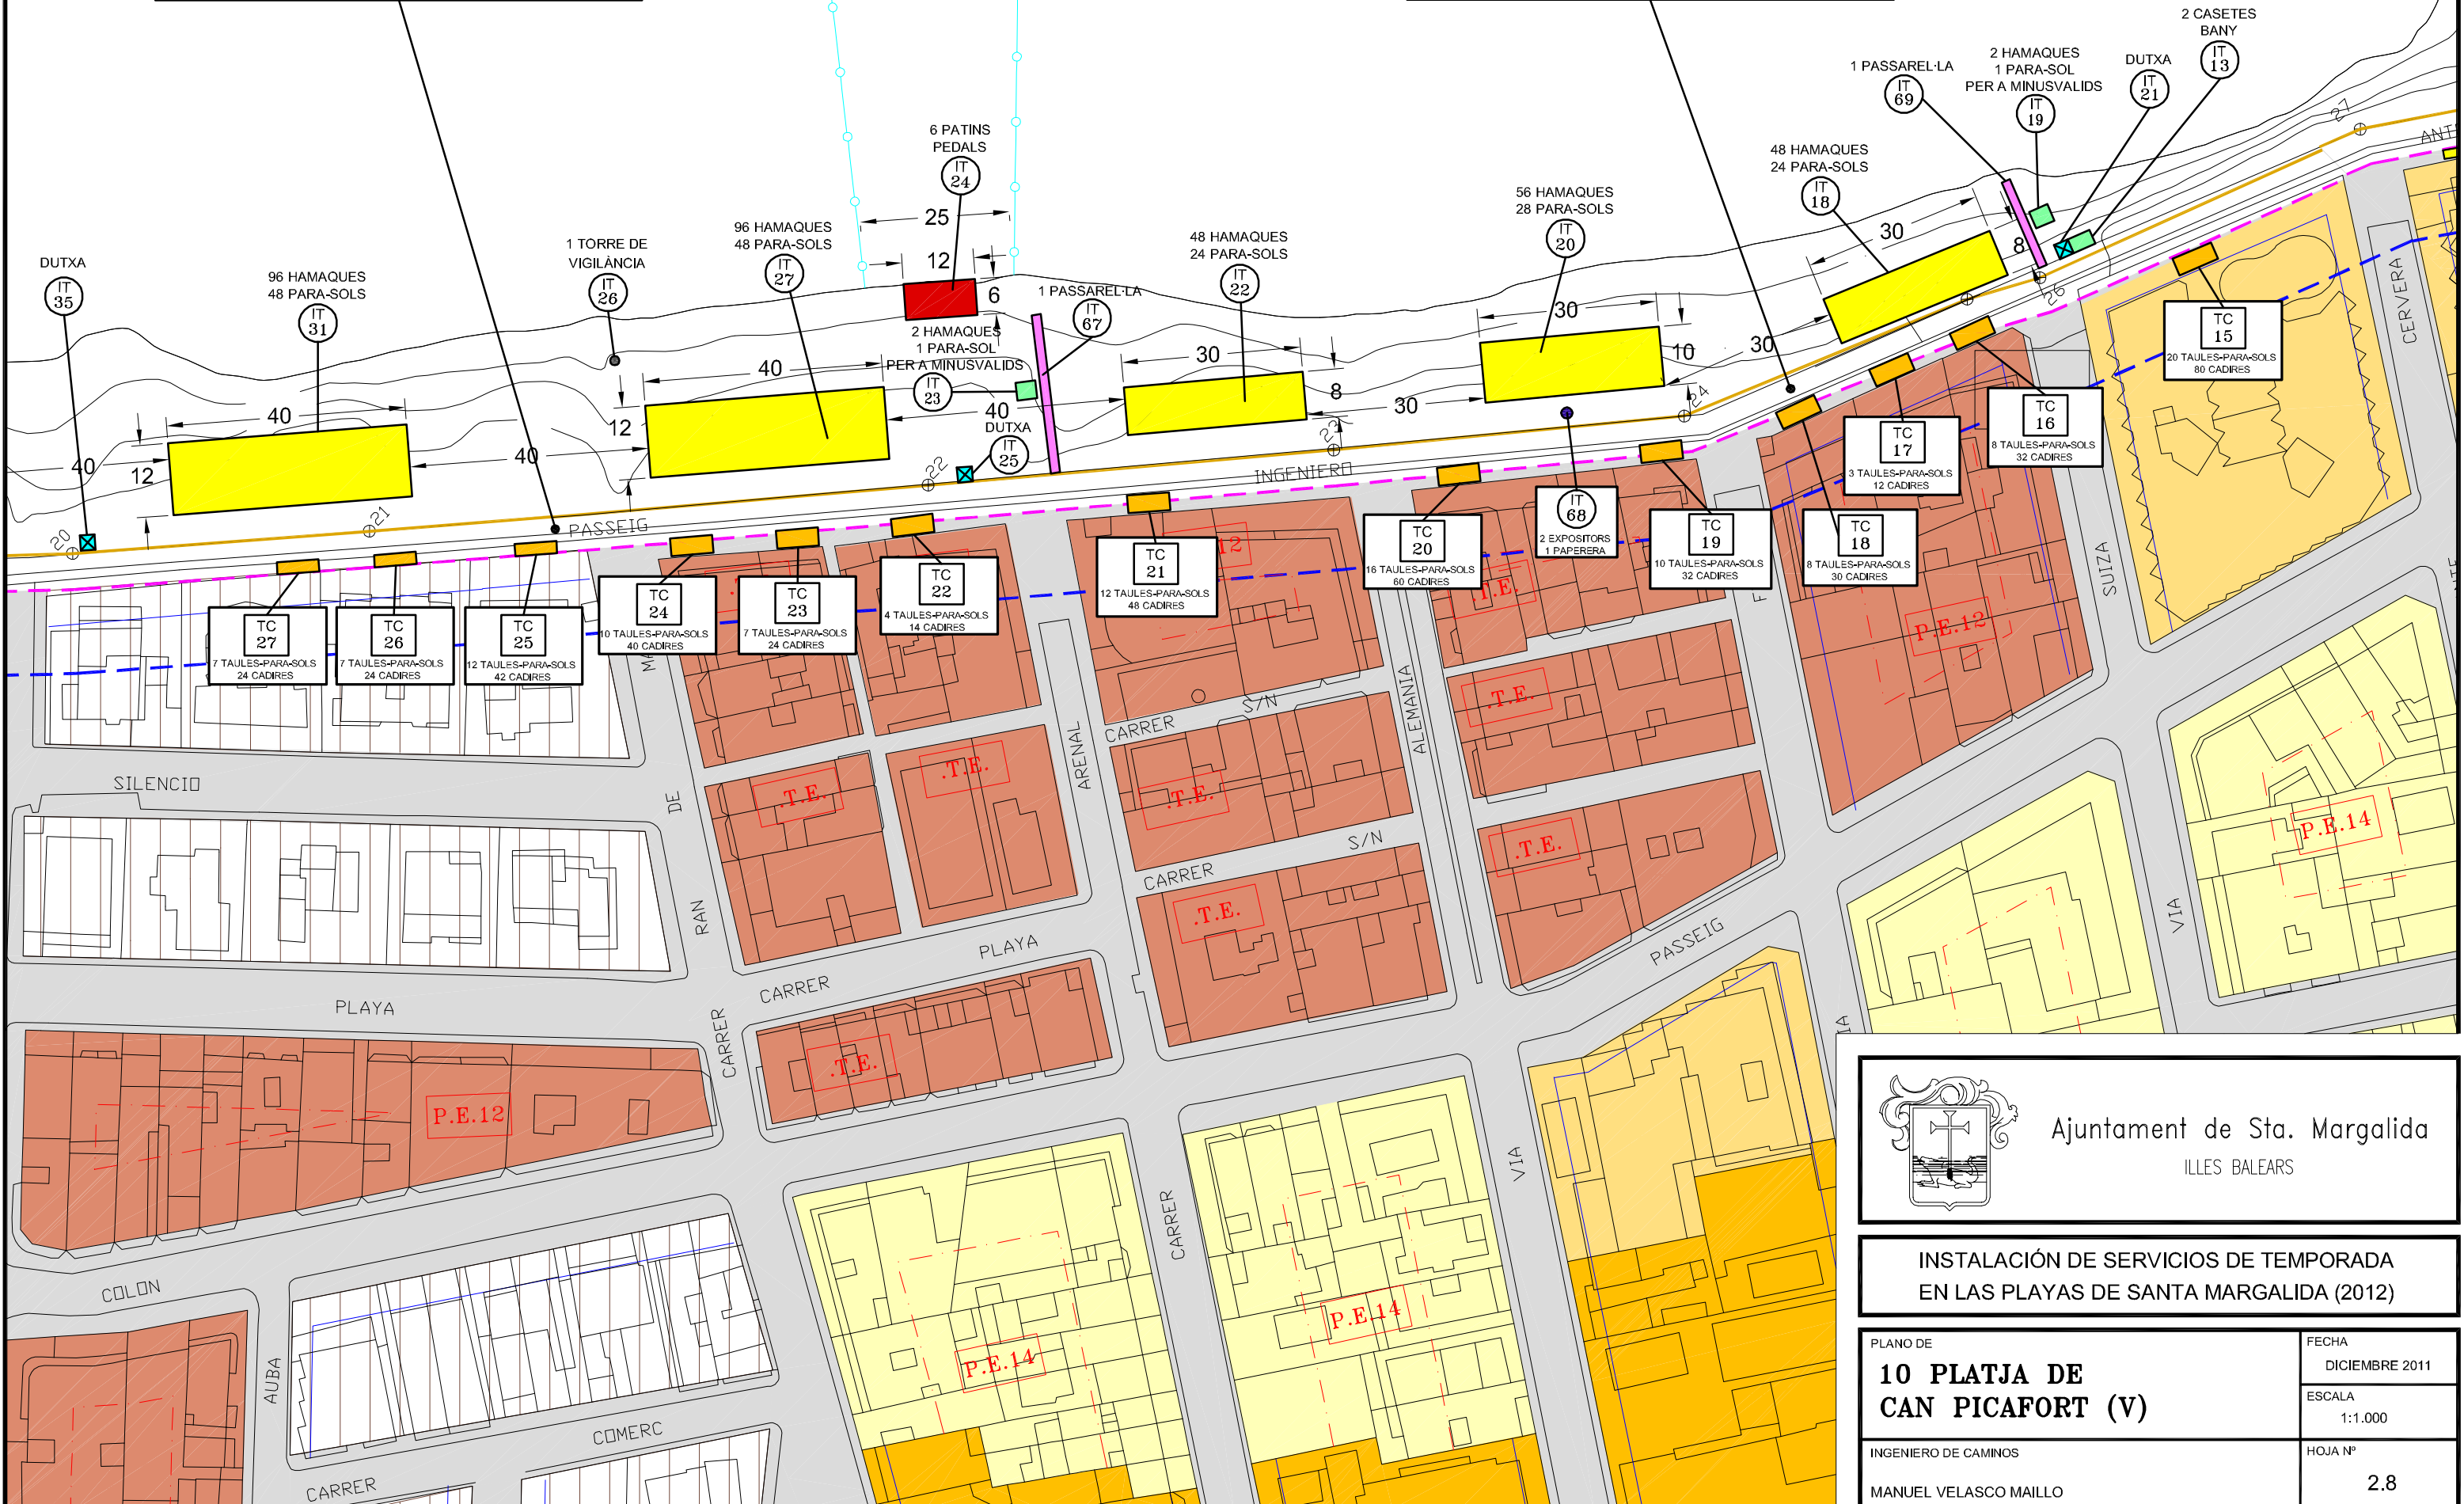 2 CASETES
BANY
IT
13
DUTXA
IT
21
2 HAMAQUES
1 PARA-SOL
PER A MINUSVALIDS
IT
19
1 PASSAREL·LA
IT
69
48 HAMAQUES
24 PARA-SOLS
IT
18
56 HAMAQUES
28 PARA-SOLS
IT
20
48 HAMAQUES
24 PARA-SOLS
IT
22
6 PATINS
PEDALS
IT
24
1 PASSAREL·LA
IT
67
2 HAMAQUES
1 PARA-SOL
PER A MINUSVALIDS
IT
23
DUTXA
IT
25
96 HAMAQUES
48 PARA-SOLS
IT
27
1 TORRE DE
VIGILÀNCIA
IT
26
96 HAMAQUES
48 PARA-SOLS
IT
31
DUTXA
IT
35
40
12
40
40
12
40
25
12
6
40
30
8
30
30
10
30
30
8
20
21
22
23
24
26
27
PASSEIG
INGENIERO
ANT
TC
27
7 TAULES-PARA-SOLS
24 CADIRES
TC
26
7 TAULES-PARA-SOLS
24 CADIRES
TC
25
12 TAULES-PARA-SOLS
42 CADIRES
TC
24
10 TAULES-PARA-SOLS
40 CADIRES
TC
23
7 TAULES-PARA-SOLS
24 CADIRES
TC
22
4 TAULES-PARA-SOLS
14 CADIRES
TC
21
12 TAULES-PARA-SOLS
48 CADIRES
TC
20
16 TAULES-PARA-SOLS
60 CADIRES
IT
68
2 EXPOSITORS
1 PAPERERA
TC
19
10 TAULES-PARA-SOLS
32 CADIRES
TC
18
8 TAULES-PARA-SOLS
30 CADIRES
TC
17
3 TAULES-PARA-SOLS
12 CADIRES
TC
16
8 TAULES-PARA-SOLS
32 CADIRES
TC
15
20 TAULES-PARA-SOLS
80 CADIRES
12
.T.E.
P.E.12
.T.E.
.T.E.
.T.E.
.T.E.
.T.E.
.T.E.
.T.E.
P.E.12
P.E.14
P.E.14
P.E.14
CERVERA
SUIZA
SILENCIO
DE
RAN
CARRER
ARENAL
CARRER S/N
ALEMANIA
CARRER S/N
CARRER PLAYA
PLAYA
PASSEIG
VIA
VIA
CARRER
COLON
AUBA
CARRER COMERC
Ajuntament de Sta. Margalida
ILLES BALEARS
INSTALACIÓN DE SERVICIOS DE TEMPORADA
EN LAS PLAYAS DE SANTA MARGALIDA (2012)
PLANO DE
10 PLATJA DE
CAN PICAFORT (V)
FECHA
DICIEMBRE 2011
ESCALA
1:1.000
INGENIERO DE CAMINOS
MANUEL VELASCO MAILLO
HOJA Nº
2.8